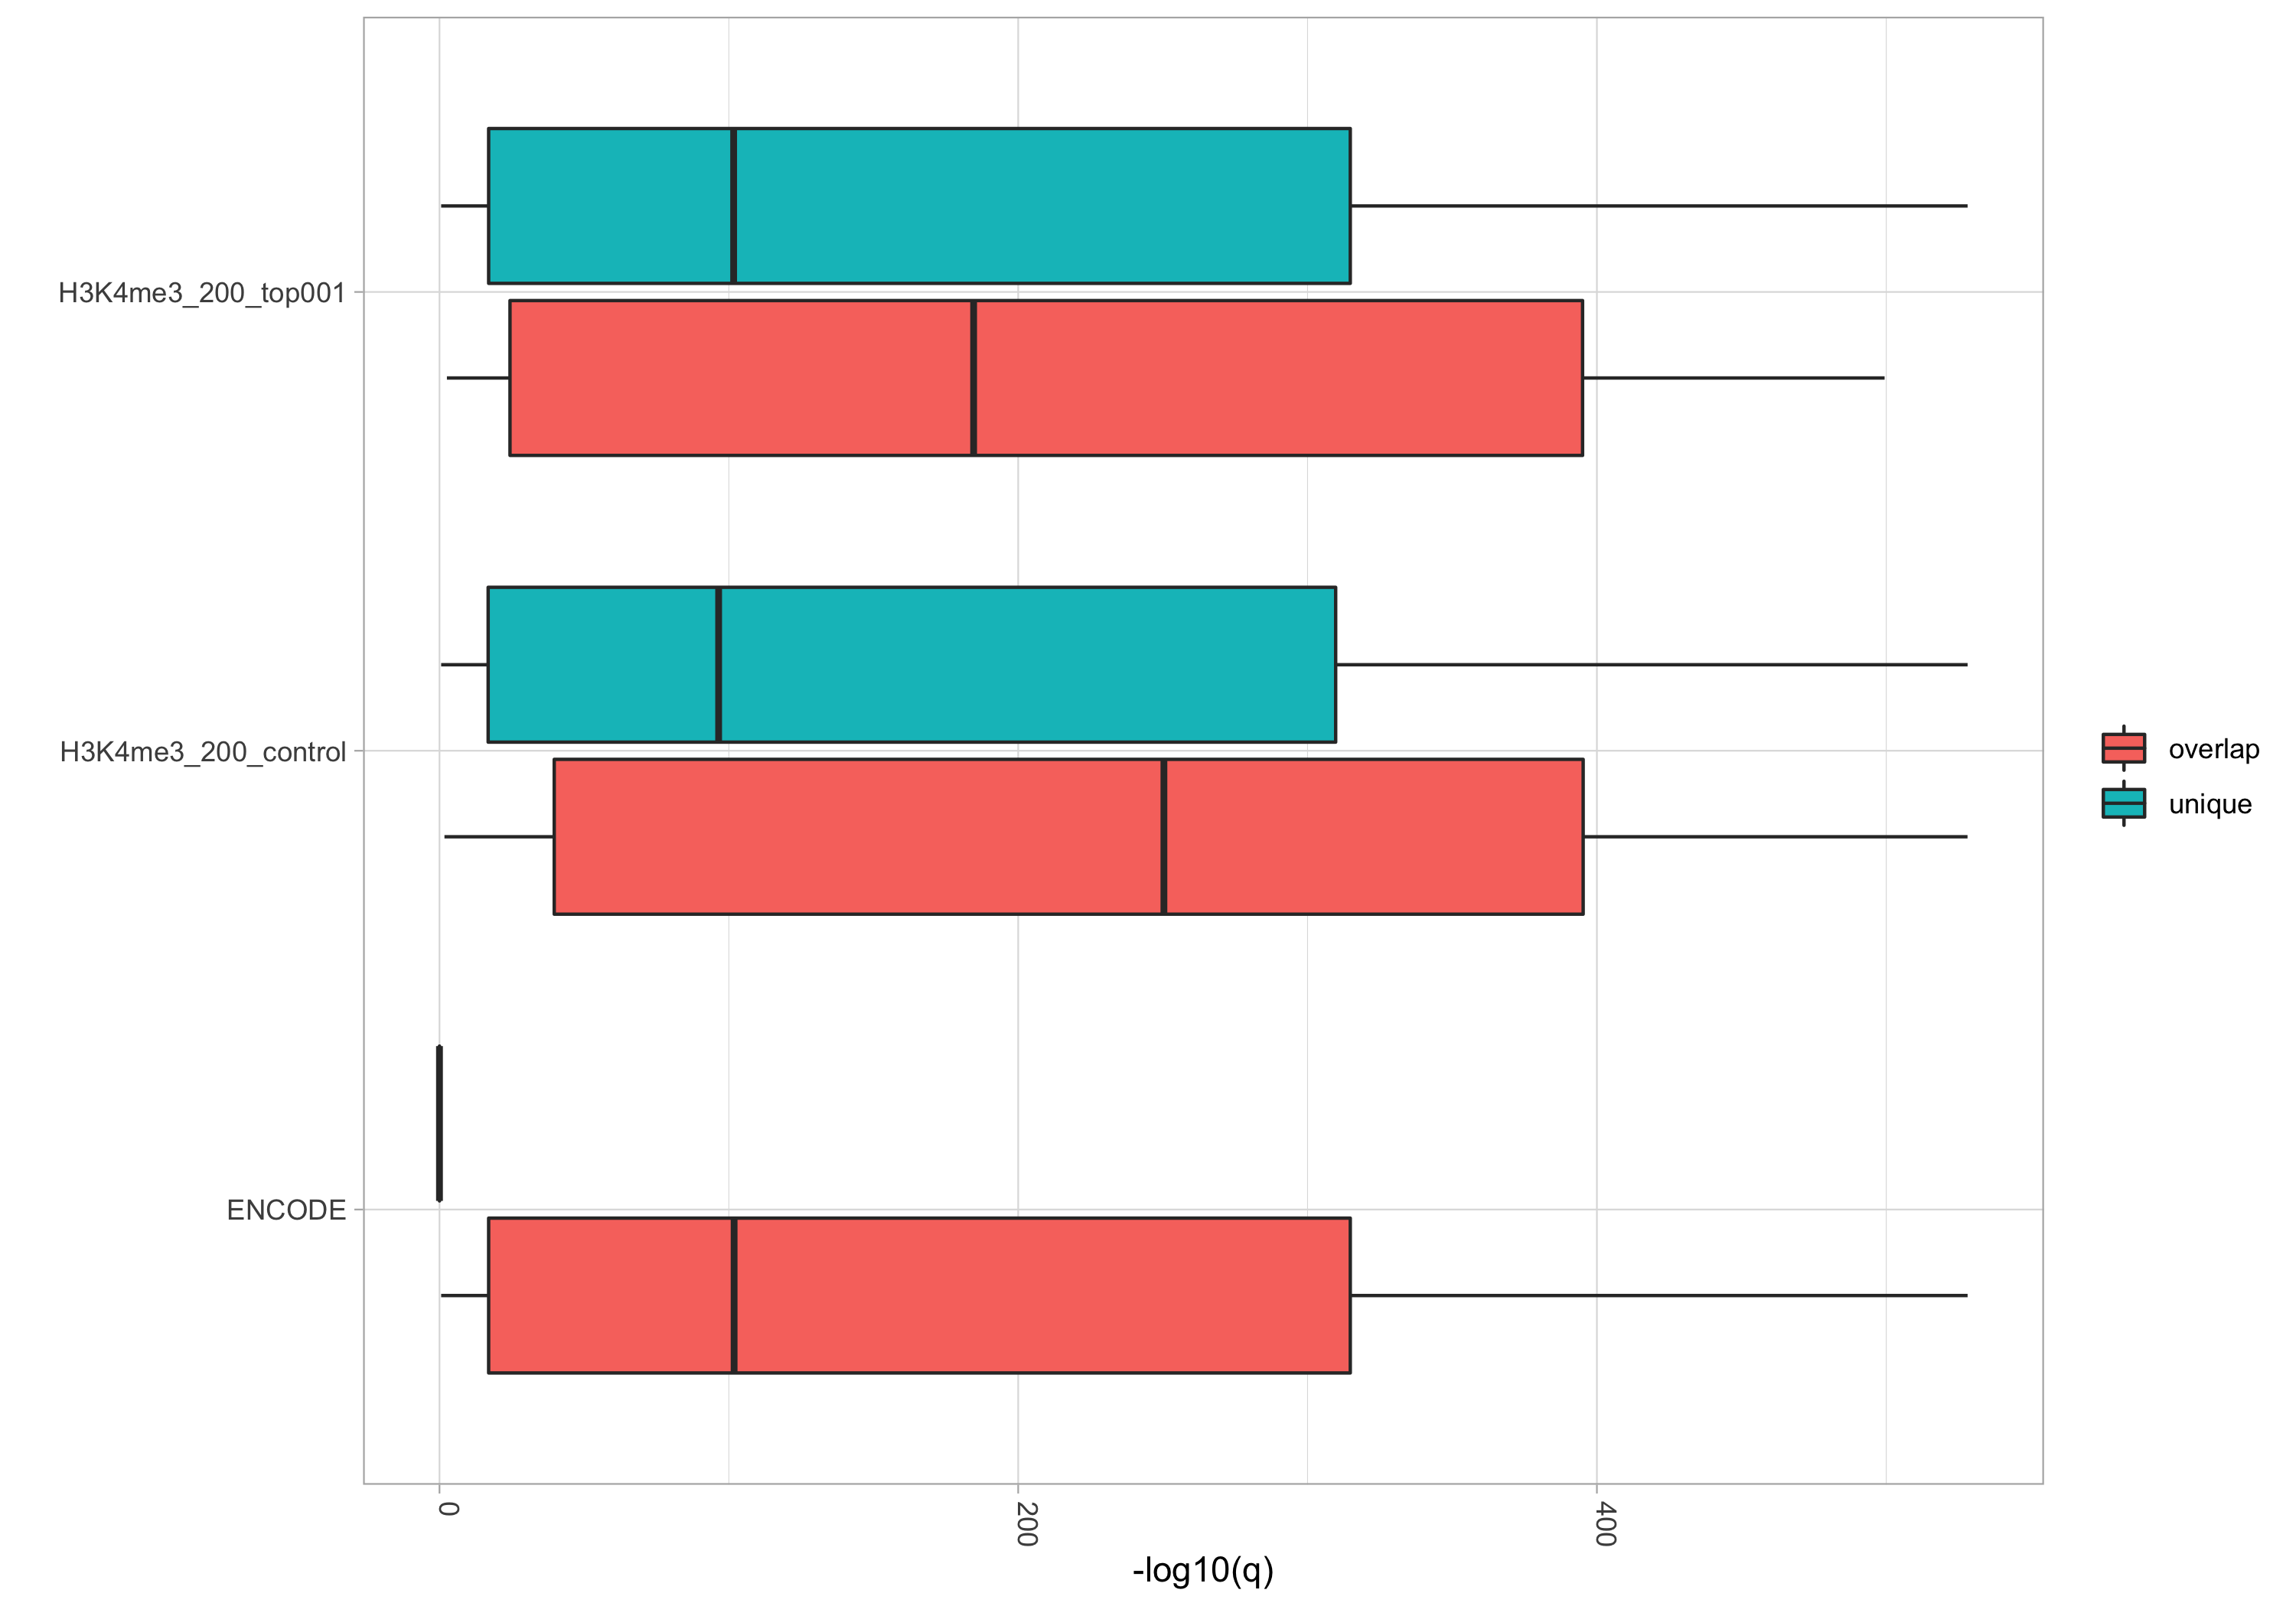 H3K4me3_200_top001
H3K4me3_200_control
ENCODE
0
200
400
-log10(q)
overlap
unique